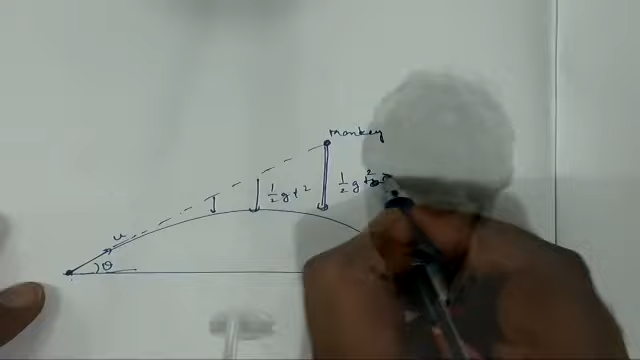 monkey
u
½gt²
½gt²
θ